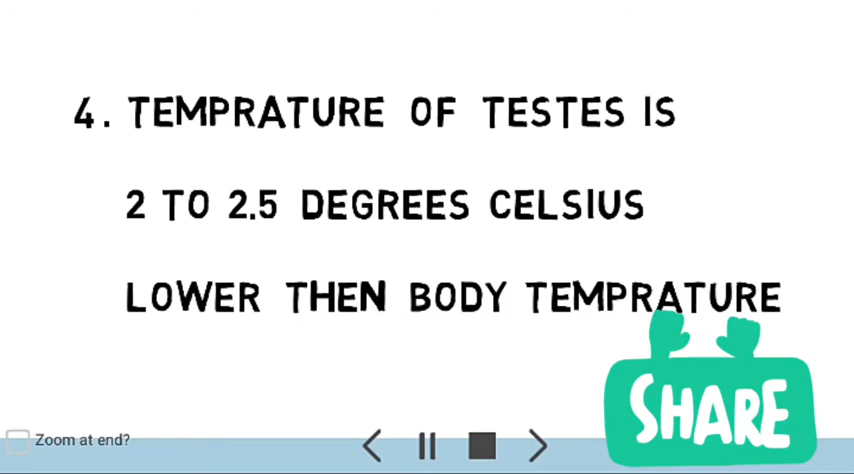 4. TEMPRATURE OF TESTES IS
2 TO 2.5 DEGREES CELSIUS
LOWER THEN BODY TEMPRATURE
SHARE
Zoom at end?